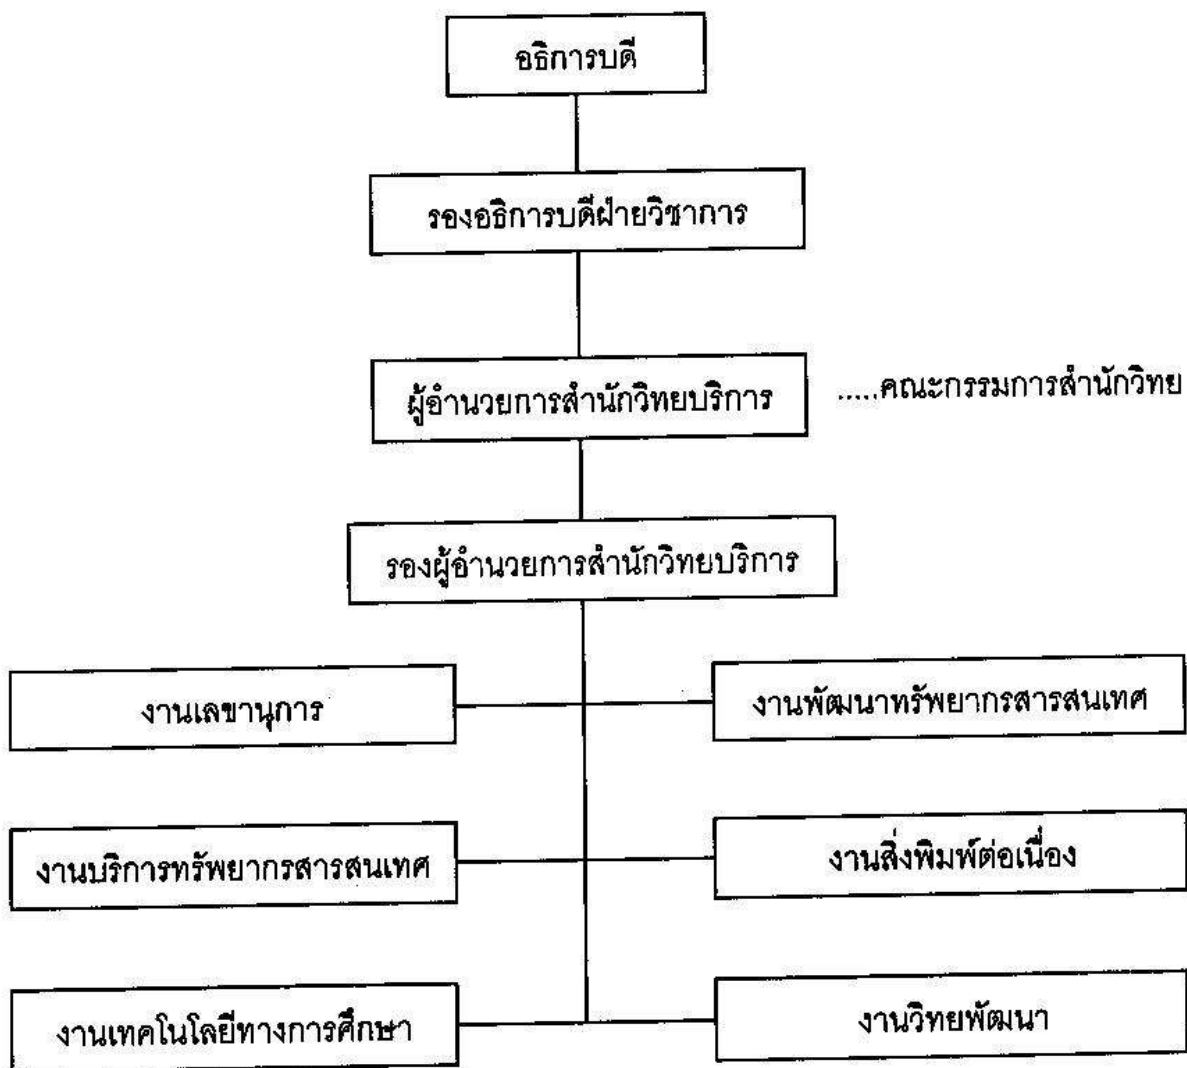 อธิการบดี
รองอธิการบดีฝ่ายวิชาการ
ผู้อำนวยการสำนักวิทยบริการ .....คณะกรรมการสำนักวิทย
รองผู้อำนวยการสำนักวิทยบริการ
งานเลขานุการ
งานพัฒนาทรัพยากรสารสนเทศ
งานบริการทรัพยากรสารสนเทศ
งานสิ่งพิมพ์ต่อเนื่อง
งานเทคโนโลยีทางการศึกษา
งานวิทยพัฒนา